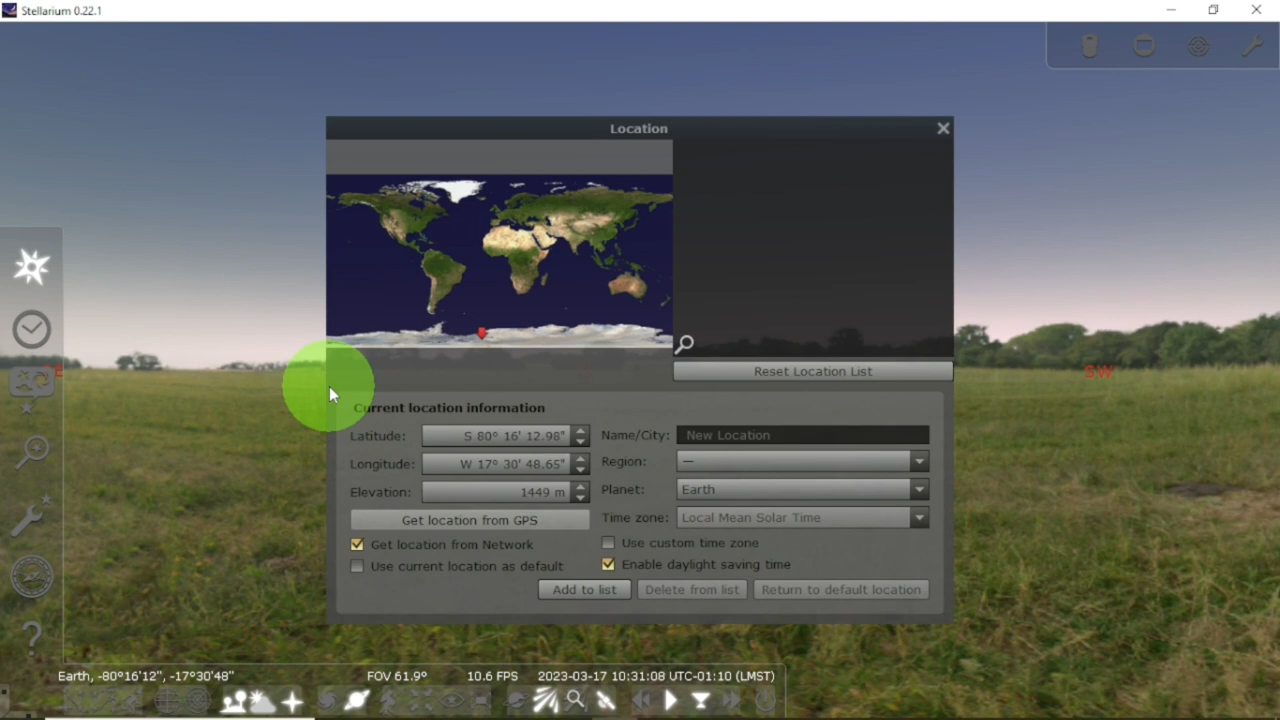 Stellarium 0.22.1
Location
Reset Location List
Current location information
Latitude: S 80° 16' 12.98"
Name/City: New Location
Longitude: W 17° 30' 48.65"
Region: —
Elevation: 1449 m
Planet: Earth
Get location from GPS
Time zone: Local Mean Solar Time
Get location from Network
Use custom time zone
Use current location as default
Enable daylight saving time
Add to list
Delete from list
Return to default location
SW
Earth, -80°16'12", -17°30'48" FOV 61.9° 10.6 FPS 2023-03-17 10:31:08 UTC-01:10 (LMST)